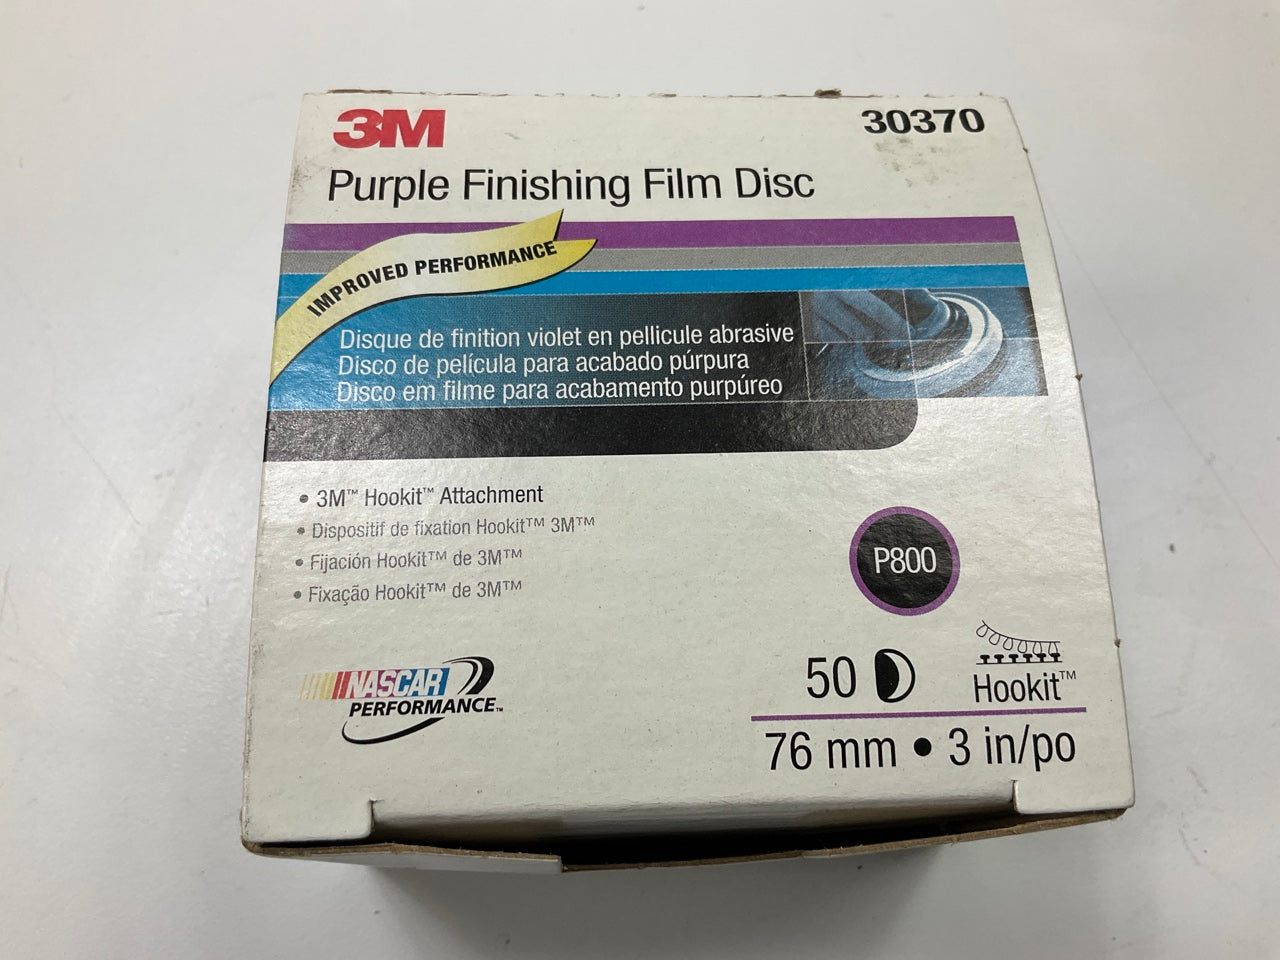 3M
30370
Purple Finishing Film Disc
IMPROVED PERFORMANCE
Disque de finition violet en pellicule abrasive
Disco de película para acabado púrpura
Disco em filme para acabamento purpúreo
• 3M™ Hookit™ Attachment
• Dispositif de fixation Hookit™ 3M™
• Fijación Hookit™ de 3M™
• Fixação Hookit™ de 3M™
P800
NASCAR
PERFORMANCE™
50
Hookit™
76 mm • 3 in/po